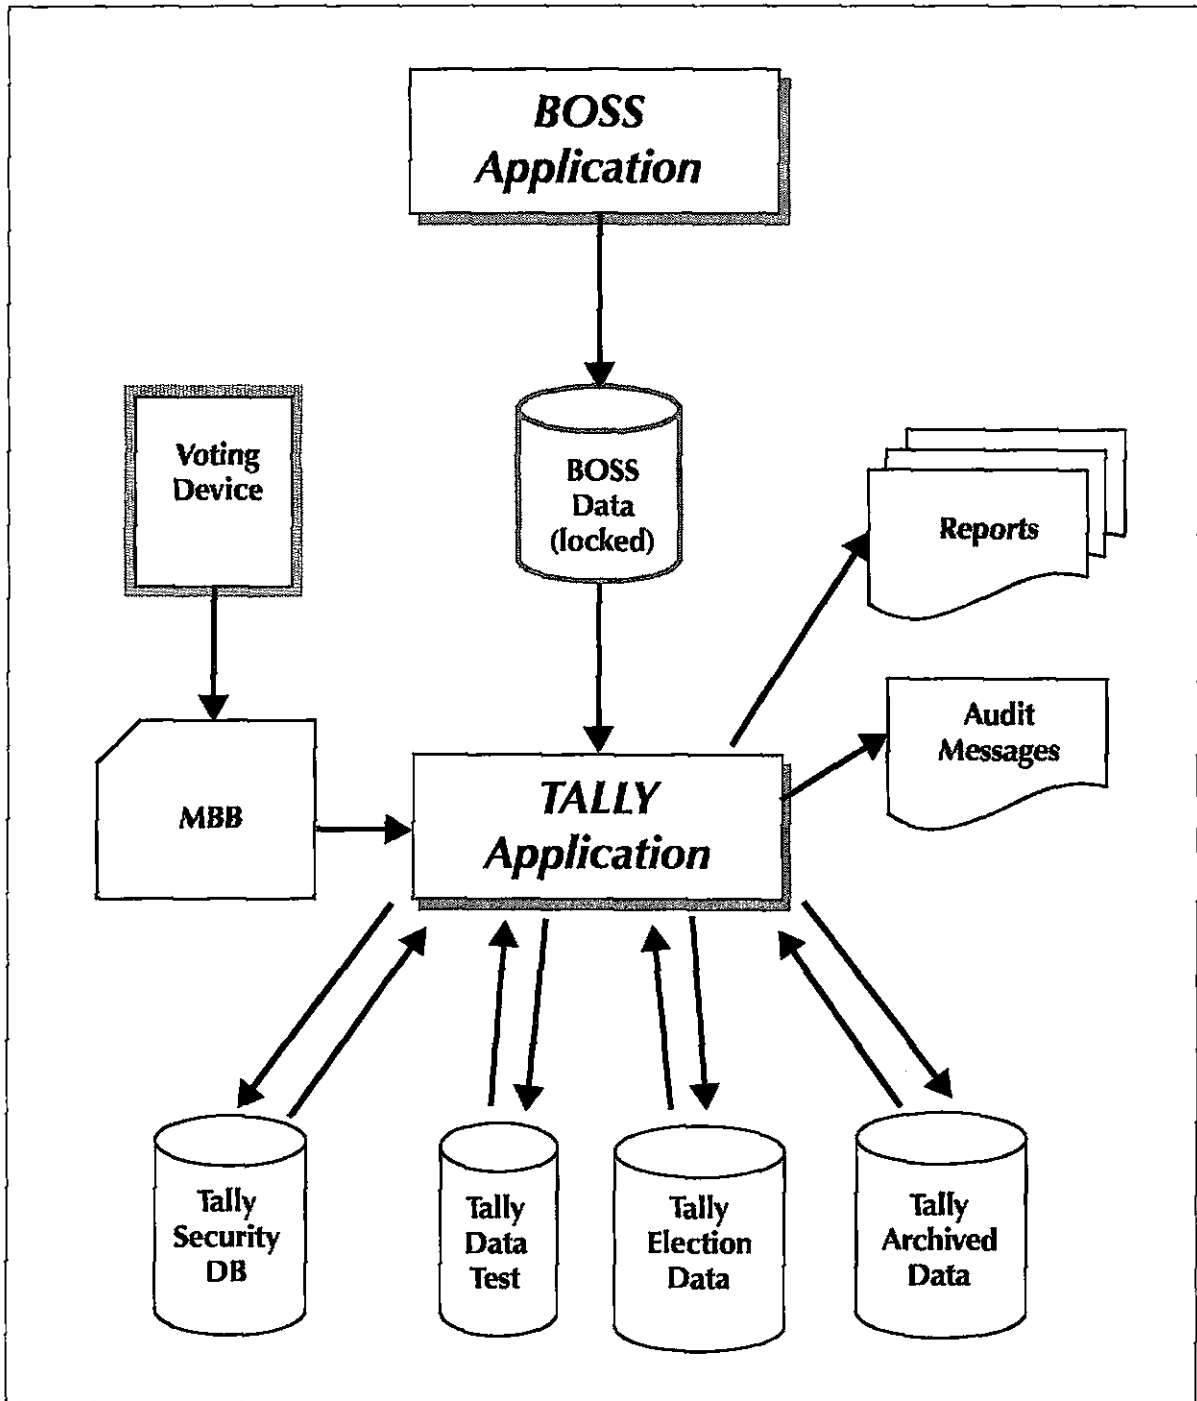 BOSS
Application
Voting
Device
BOSS
Data
(locked)
Reports
Audit
Messages
MBB
TALLY
Application
Tally
Security
DB
Tally
Data
Test
Tally
Election
Data
Tally
Archived
Data